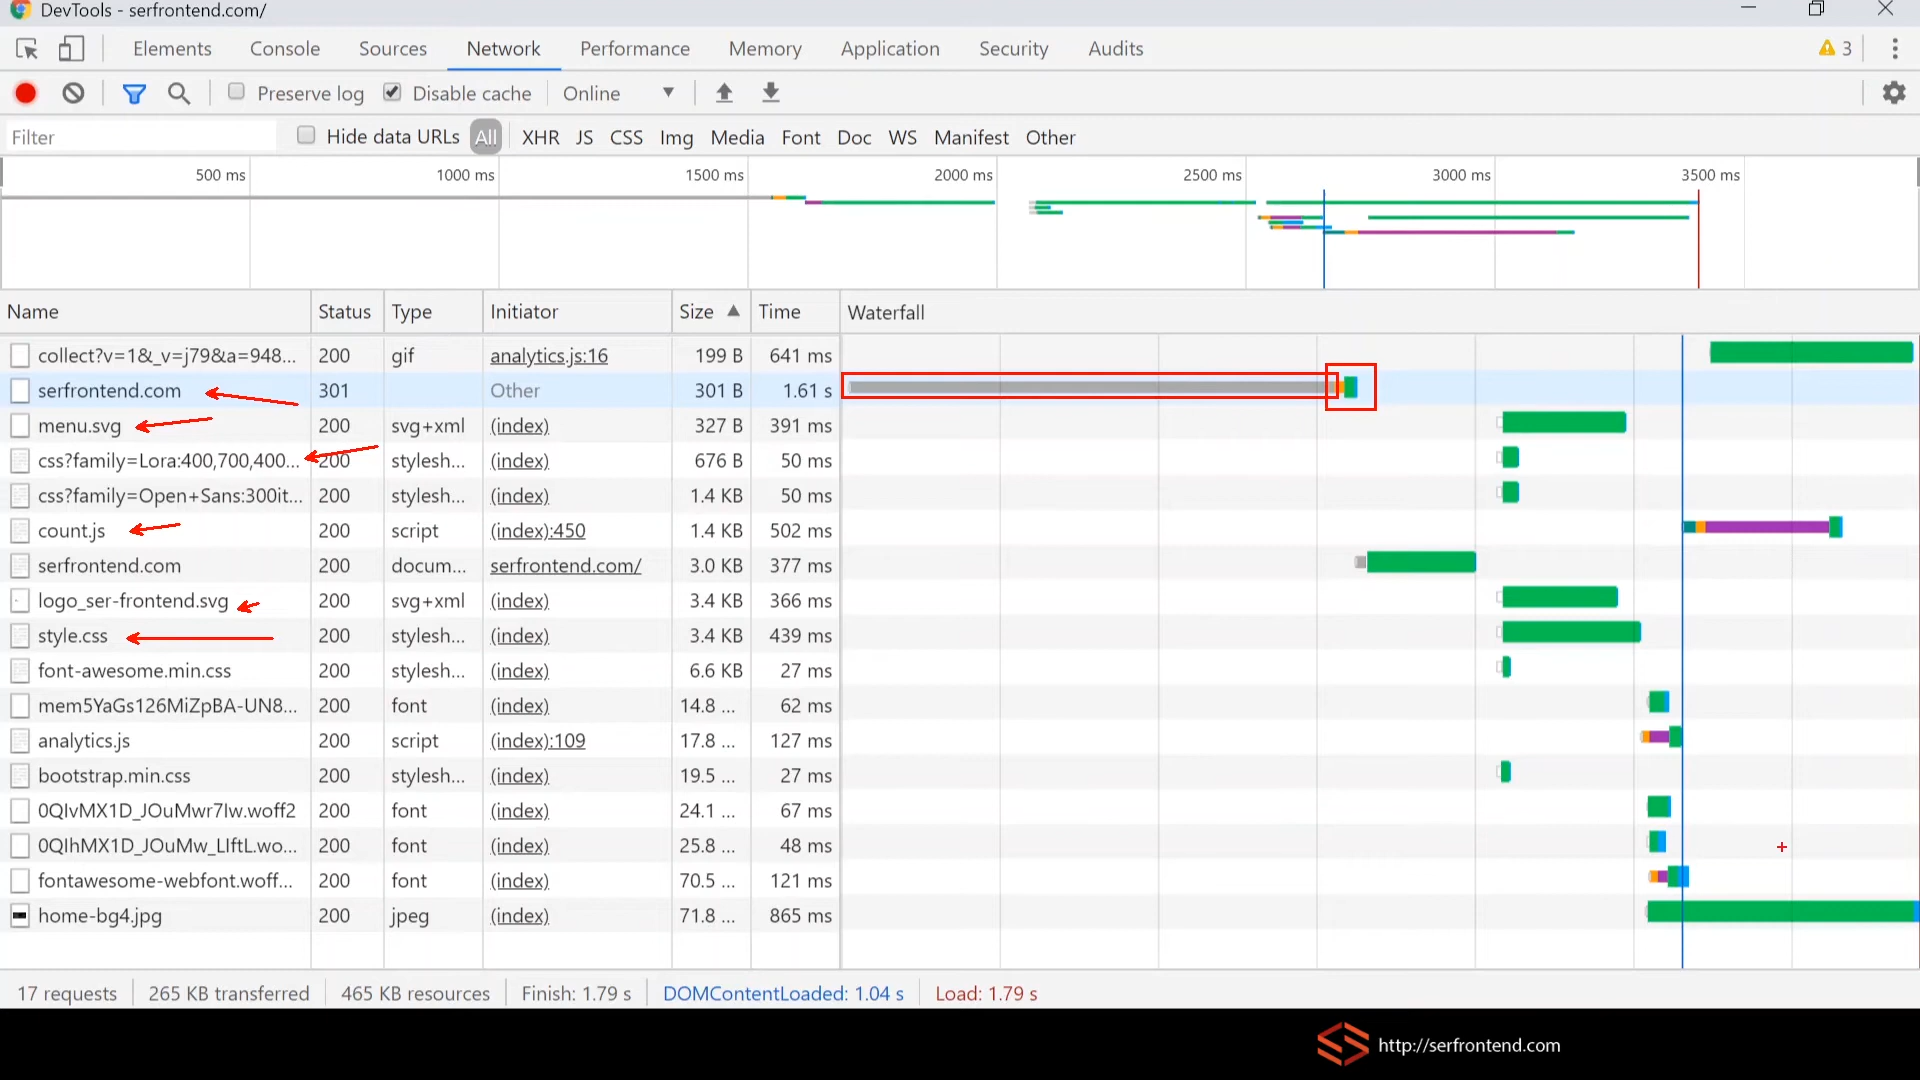 DevTools - serfrontend.com/
Elements Console Sources Network Performance Memory Application Security Audits 3
Preserve log Disable cache Online
Filter Hide data URLs All XHR JS CSS Img Media Font Doc WS Manifest Other
500 ms 1000 ms 1500 ms 2000 ms 2500 ms 3000 ms 3500 ms
Name Status Type Initiator Size Time Waterfall
collect?v=1&_v=j79&a=948... 200 gif analytics.js:16 199 B 641 ms
serfrontend.com 301 Other 301 B 1.61 s
menu.svg 200 svg+xml (index) 327 B 391 ms
css?family=Lora:400,700,400... 200 stylesh... (index) 676 B 50 ms
css?family=Open+Sans:300it... 200 stylesh... (index) 1.4 KB 50 ms
count.js 200 script (index):450 1.4 KB 502 ms
serfrontend.com 200 docum... serfrontend.com/ 3.0 KB 377 ms
logo_ser-frontend.svg 200 svg+xml (index) 3.4 KB 366 ms
style.css 200 stylesh... (index) 3.4 KB 439 ms
font-awesome.min.css 200 stylesh... (index) 6.6 KB 27 ms
mem5YaGs126MiZpBA-UN8... 200 font (index) 14.8 ... 62 ms
analytics.js 200 script (index):109 17.8 ... 127 ms
bootstrap.min.css 200 stylesh... (index) 19.5 ... 27 ms
0QIvMX1D_JOuMwr7Iw.woff2 200 font (index) 24.1 ... 67 ms
0QIhMX1D_JOuMw_LIftL.wo... 200 font (index) 25.8 ... 48 ms
fontawesome-webfont.woff... 200 font (index) 70.5 ... 121 ms
home-bg4.jpg 200 jpeg (index) 71.8 ... 865 ms
17 requests 265 KB transferred 465 KB resources Finish: 1.79 s DOMContentLoaded: 1.04 s Load: 1.79 s
http://serfrontend.com